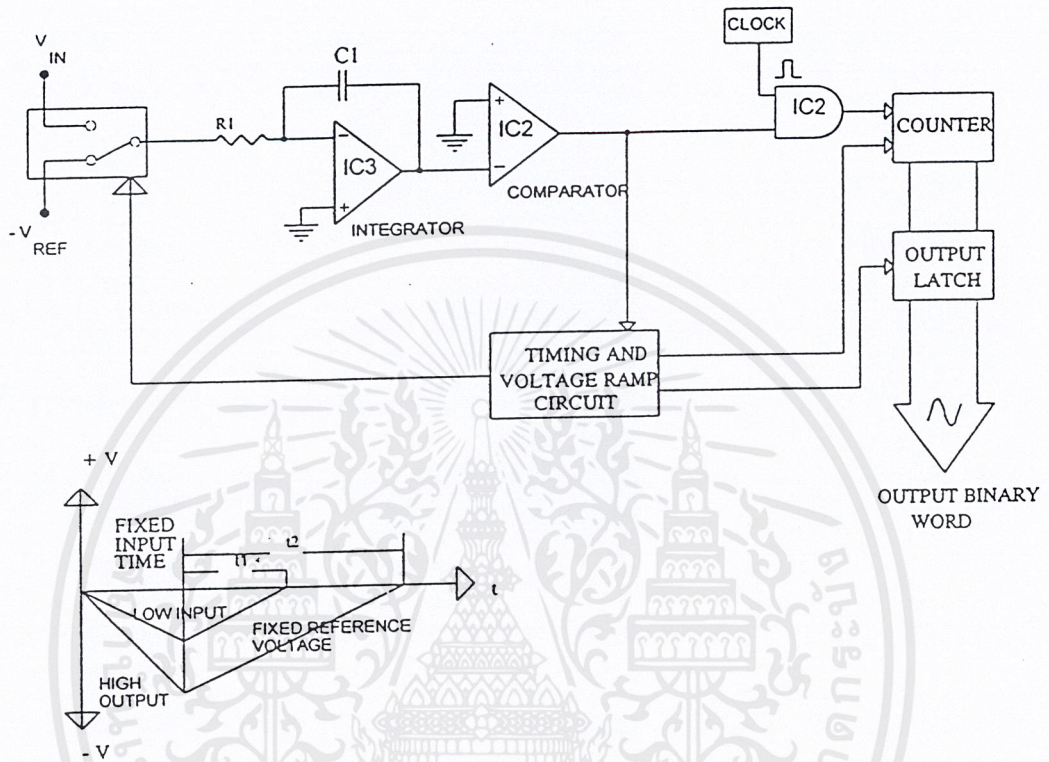 CLOCK
V
IN
C1
R1
-
+
IC3
INTEGRATOR
+
-
IC2
COMPARATOR
IC2
COUNTER
- V
REF
OUTPUT
LATCH
TIMING AND
VOLTAGE RAMP
CIRCUIT
OUTPUT BINARY
WORD
+ V
FIXED
INPUT
TIME
t2
t1
t
LOW INPUT
FIXED REFERENCE
VOLTAGE
HIGH
OUTPUT
- V